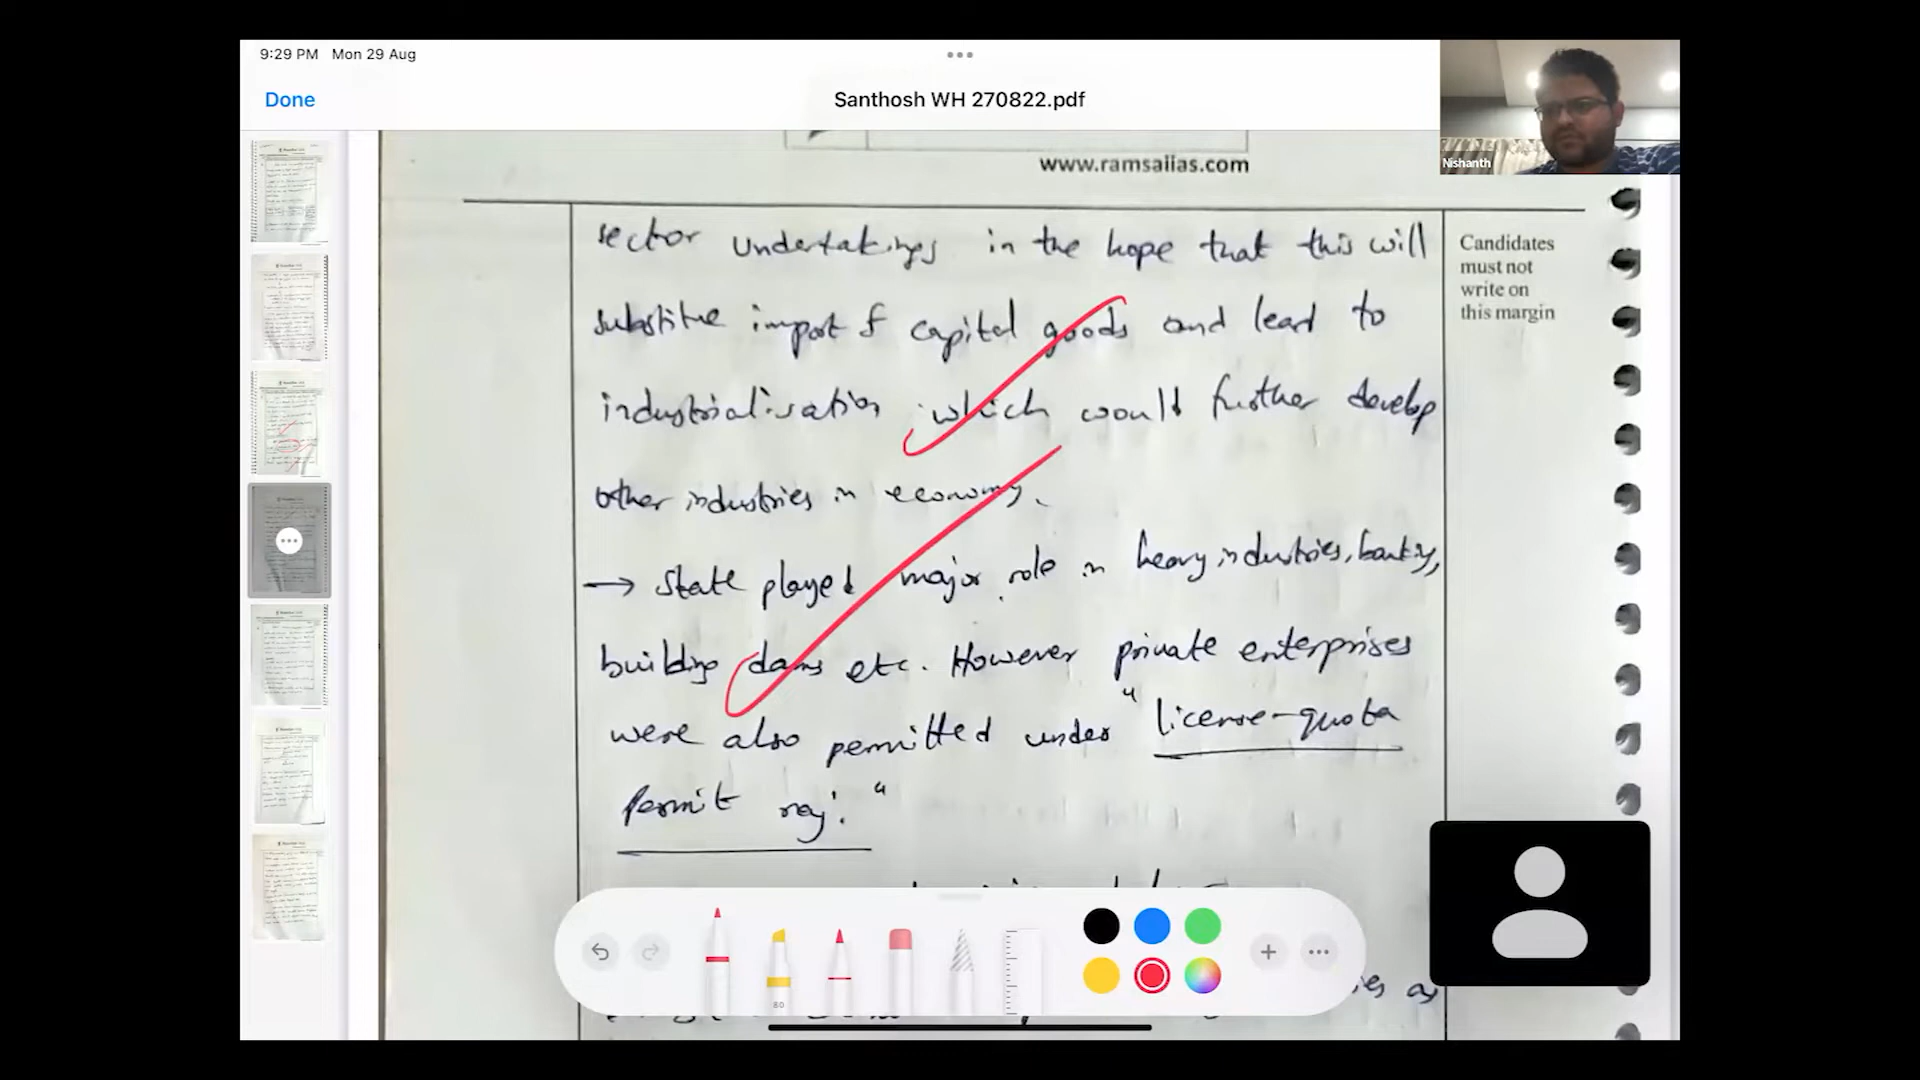 9:29 PM Mon 29 Aug
Done
Santhosh WH 270822.pdf
Nishanth
www.ramsaiias.com
Candidates
must not
write on
this margin
sector undertakings in the hope that this will
substitue import of capital goods and lead to
industrialisation which would further develop
other industries in economy.
→ State played major role in heavy industries, banking,
building dams etc. However private enterprises
were also permitted under "license-quota
permit raj."
80
as